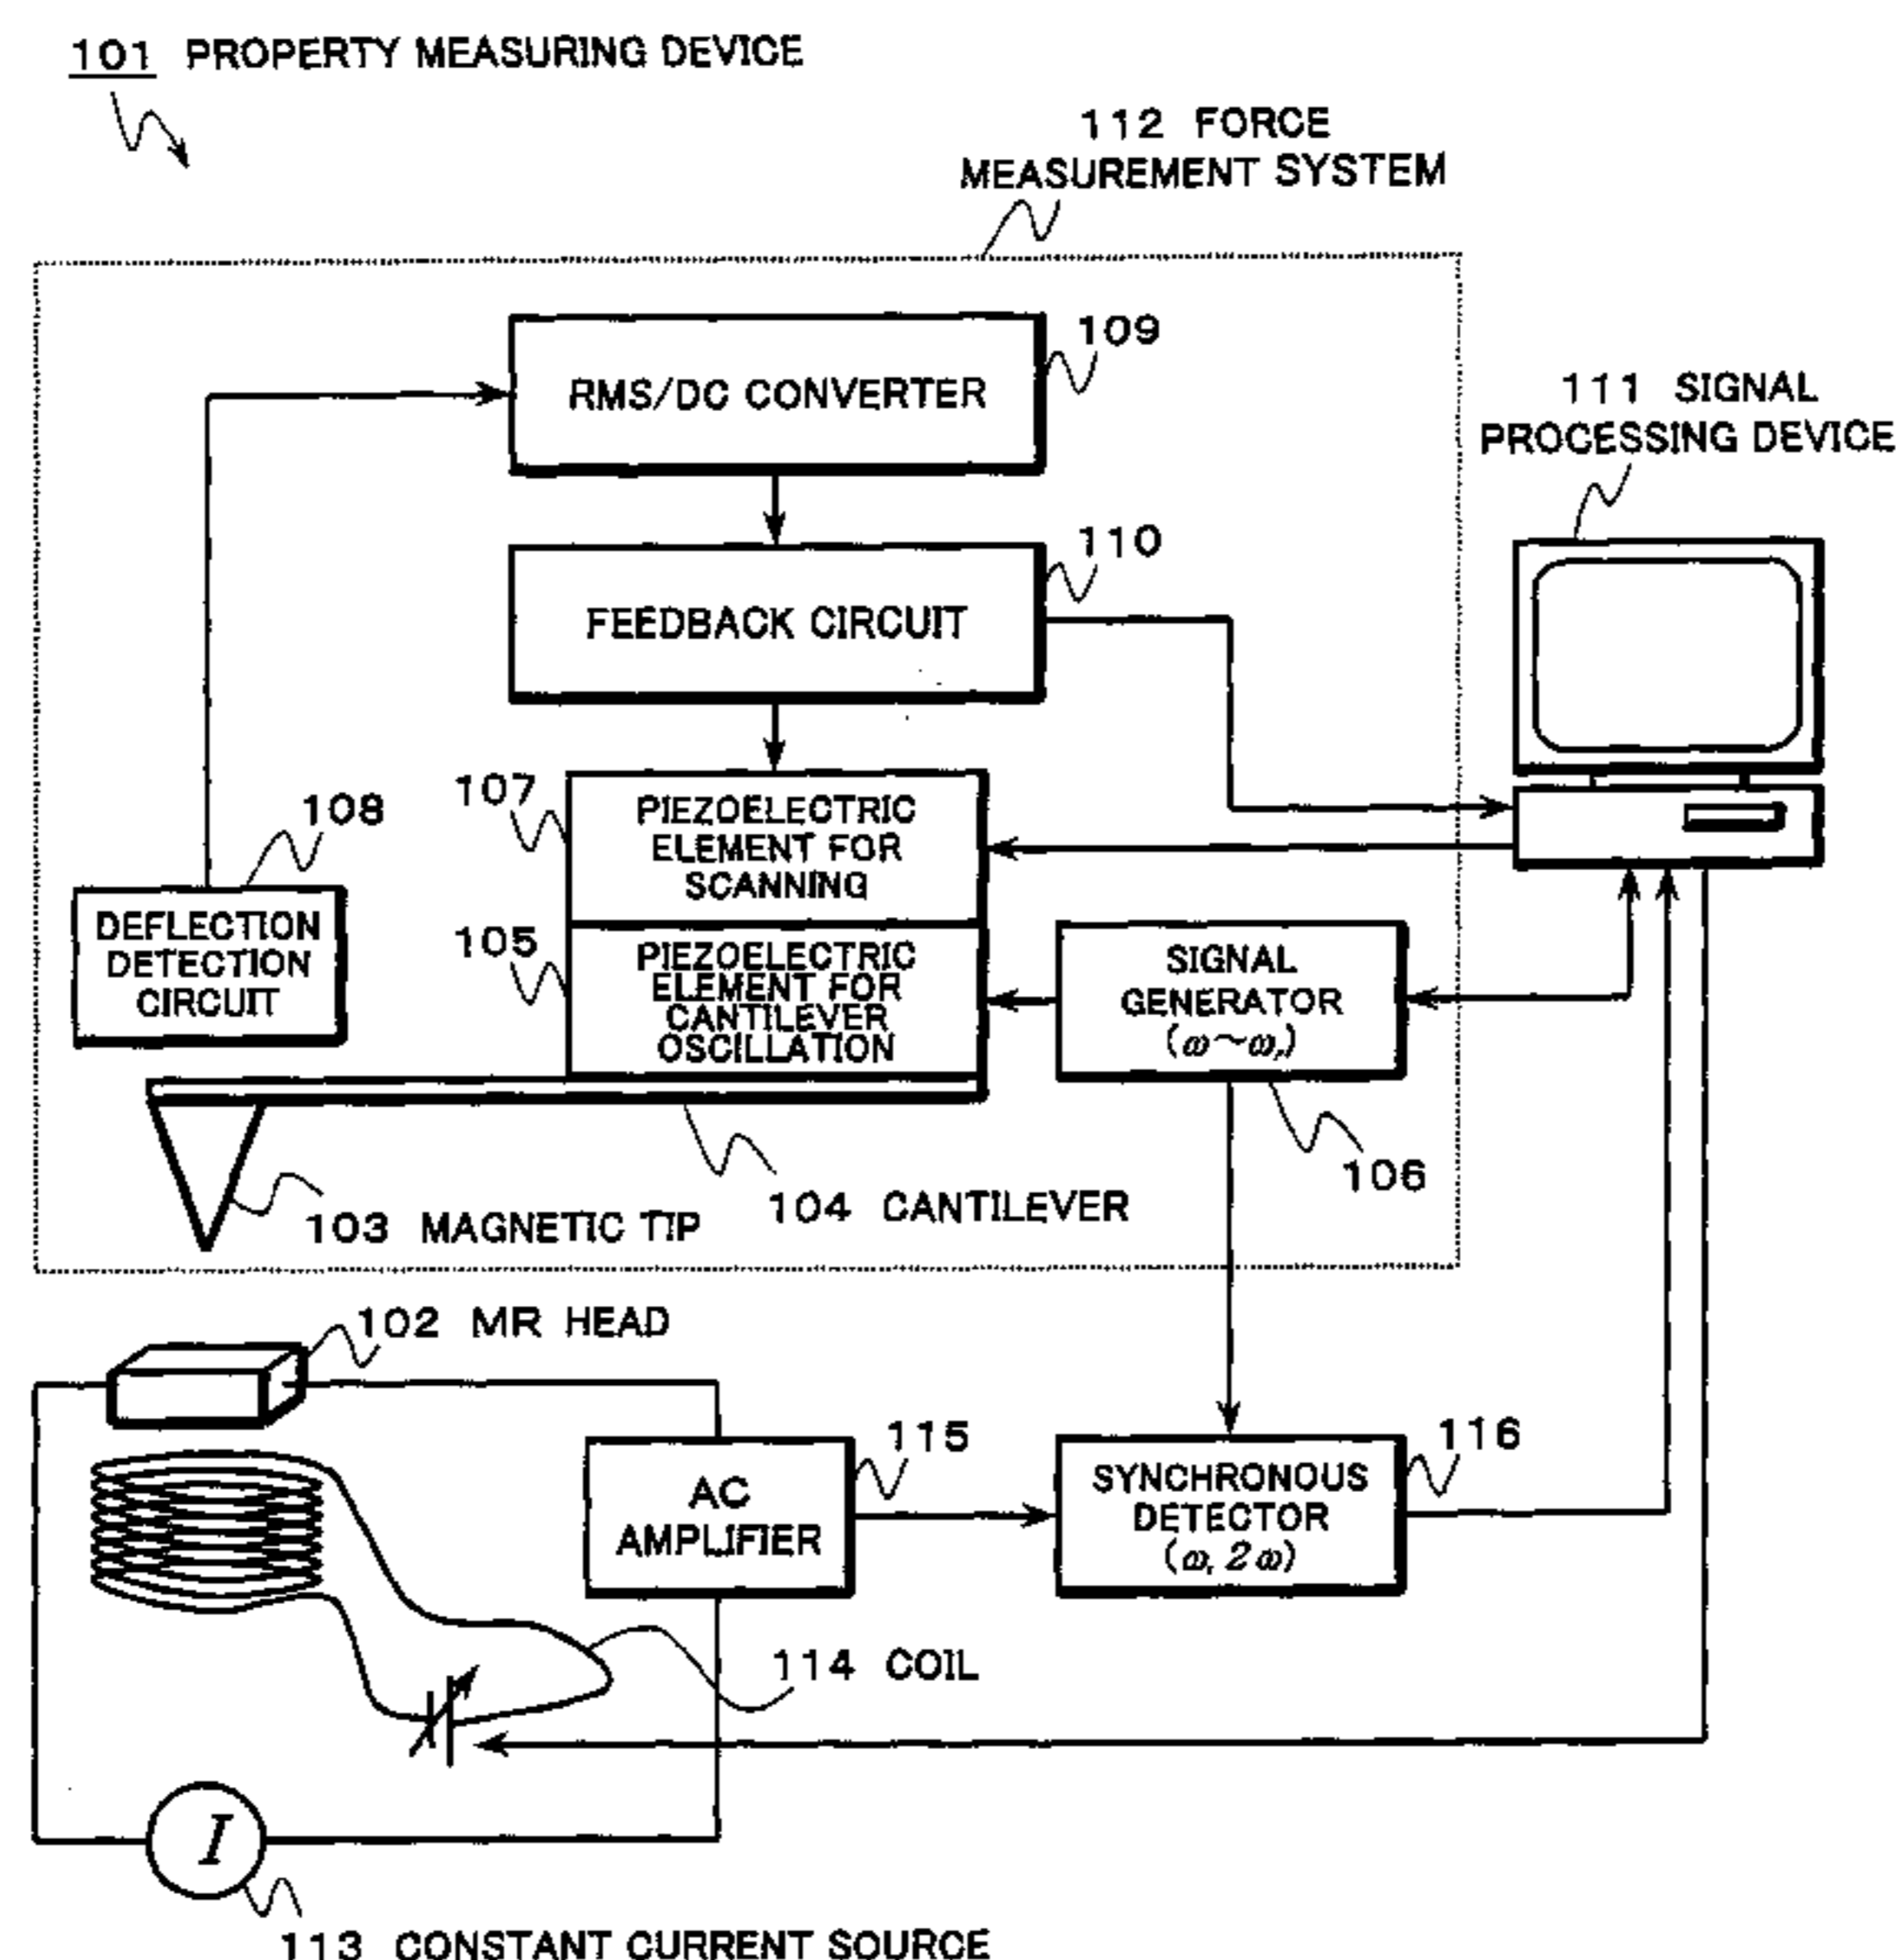 101 PROPERTY MEASURING DEVICE
112 FORCE
MEASUREMENT SYSTEM
109
RMS/DC CONVERTER
111 SIGNAL
PROCESSING DEVICE
110
FEEDBACK CIRCUIT
107
PIEZOELECTRIC
ELEMENT FOR
SCANNING
108
DEFLECTION
DETECTION
CIRCUIT
105
PIEZOELECTRIC
ELEMENT FOR
CANTILEVER
OSCILLATION
SIGNAL
GENERATOR
(ω~ωr)
106
104 CANTILEVER
103 MAGNETIC TIP
102 MR HEAD
115
AC
AMPLIFIER
116
SYNCHRONOUS
DETECTOR
(ω, 2ω)
114 COIL
I
113 CONSTANT CURRENT SOURCE